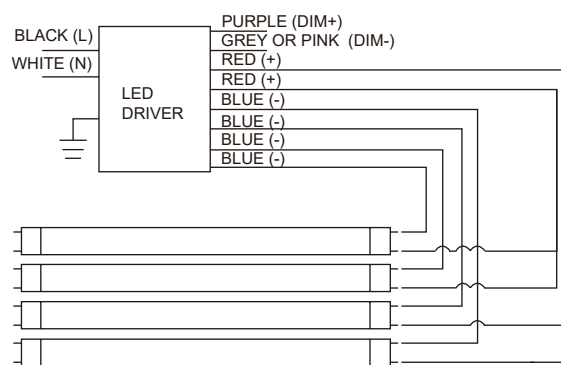 PURPLE (DIM+)
BLACK (L)
GREY OR PINK (DIM-)
WHITE (N)
RED (+)
RED (+)
LED
DRIVER
BLUE (-)
BLUE (-)
BLUE (-)
BLUE (-)